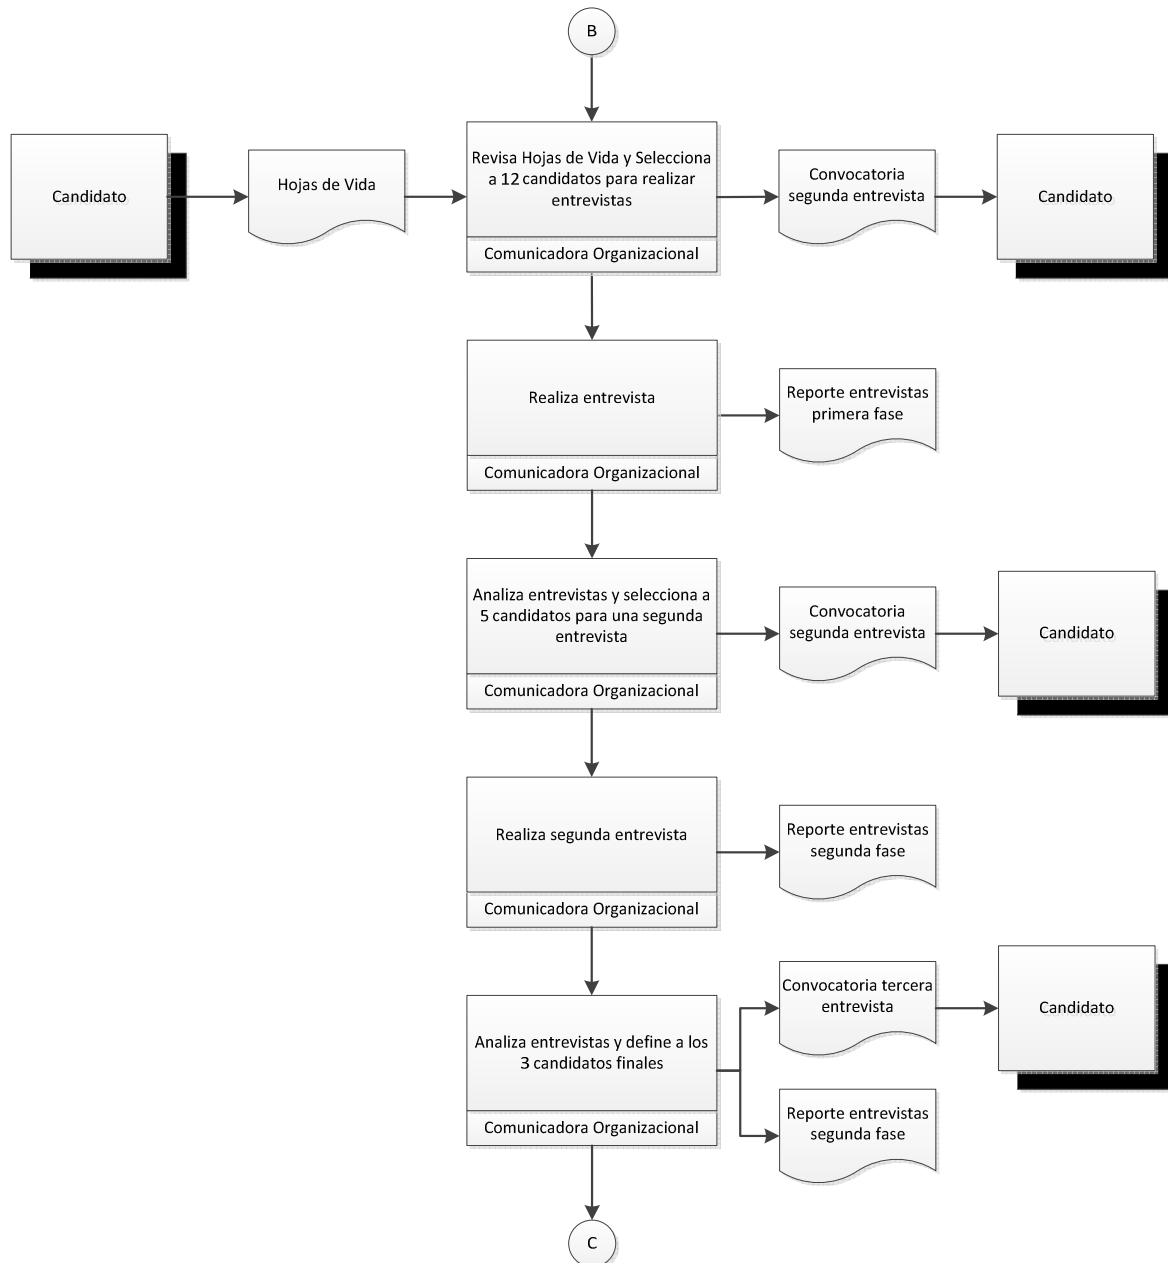 B
Candidato
Hojas de Vida
Revisa Hojas de Vida y Selecciona
a 12 candidatos para realizar
entrevistas
Comunicadora Organizacional
Convocatoria
segunda entrevista
Candidato
Realiza entrevista
Comunicadora Organizacional
Reporte entrevistas
primera fase
Analiza entrevistas y selecciona a
5 candidatos para una segunda
entrevista
Comunicadora Organizacional
Convocatoria
segunda entrevista
Candidato
Realiza segunda entrevista
Comunicadora Organizacional
Reporte entrevistas
segunda fase
Analiza entrevistas y define a los
3 candidatos finales
Comunicadora Organizacional
Convocatoria tercera
entrevista
Candidato
Reporte entrevistas
segunda fase
C